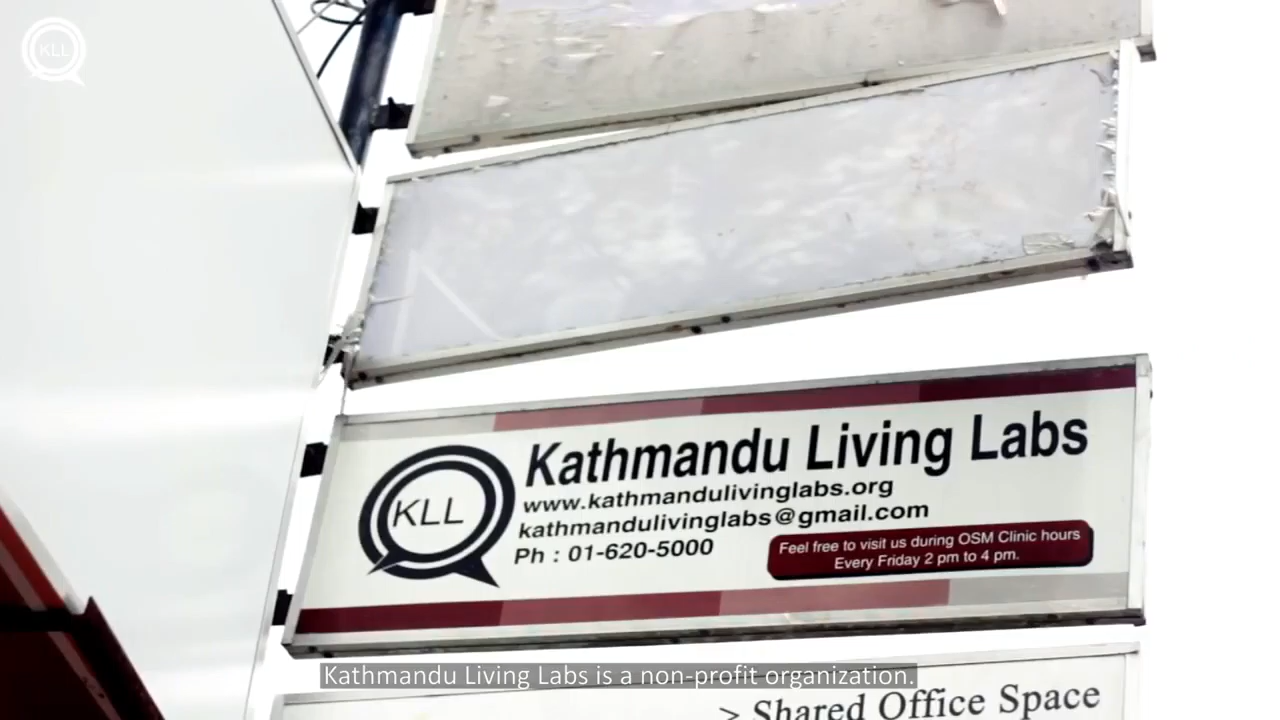 KLL
Kathmandu Living Labs
www.kathmandulivinglabs.org
KLL
kathmandulivinglabs@gmail.com
Ph : 01-620-5000
Feel free to visit us during OSM Clinic hours
Every Friday 2 pm to 4 pm.
Kathmandu Living Labs is a non-profit organization.
> Shared Office Space